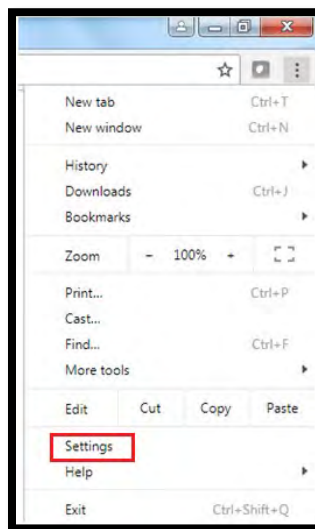 New tab Ctrl+T
New window Ctrl+N
History
Downloads Ctrl+J
Bookmarks
Zoom - 100% +
Print... Ctrl+P
Cast...
Find... Ctrl+F
More tools
Edit Cut Copy Paste
Settings
Help
Exit Ctrl+Shift+Q